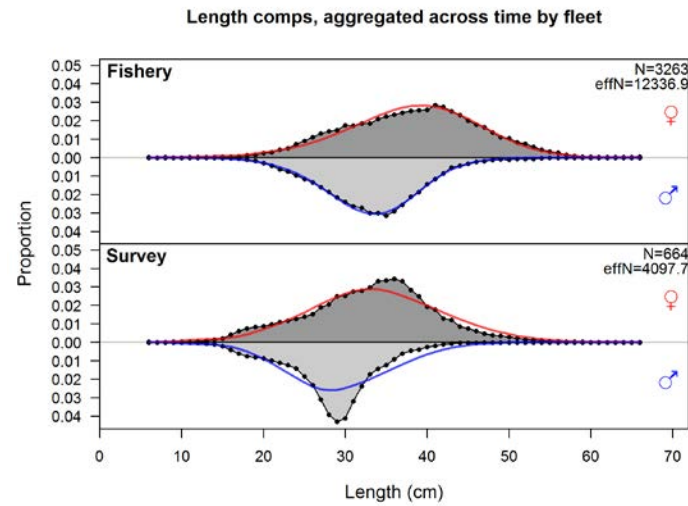 Length comps, aggregated across time by fleet
Fishery
N=3263
effN=12336.9
♀
♂
0.05
0.04
0.03
0.02
0.01
0.00
0.01
0.02
0.03
0.04
Survey
N=664
effN=4097.7
♀
♂
0.05
0.04
0.03
0.02
0.01
0.00
0.01
0.02
0.03
0.04
Proportion
0 10 20 30 40 50 60 70
Length (cm)